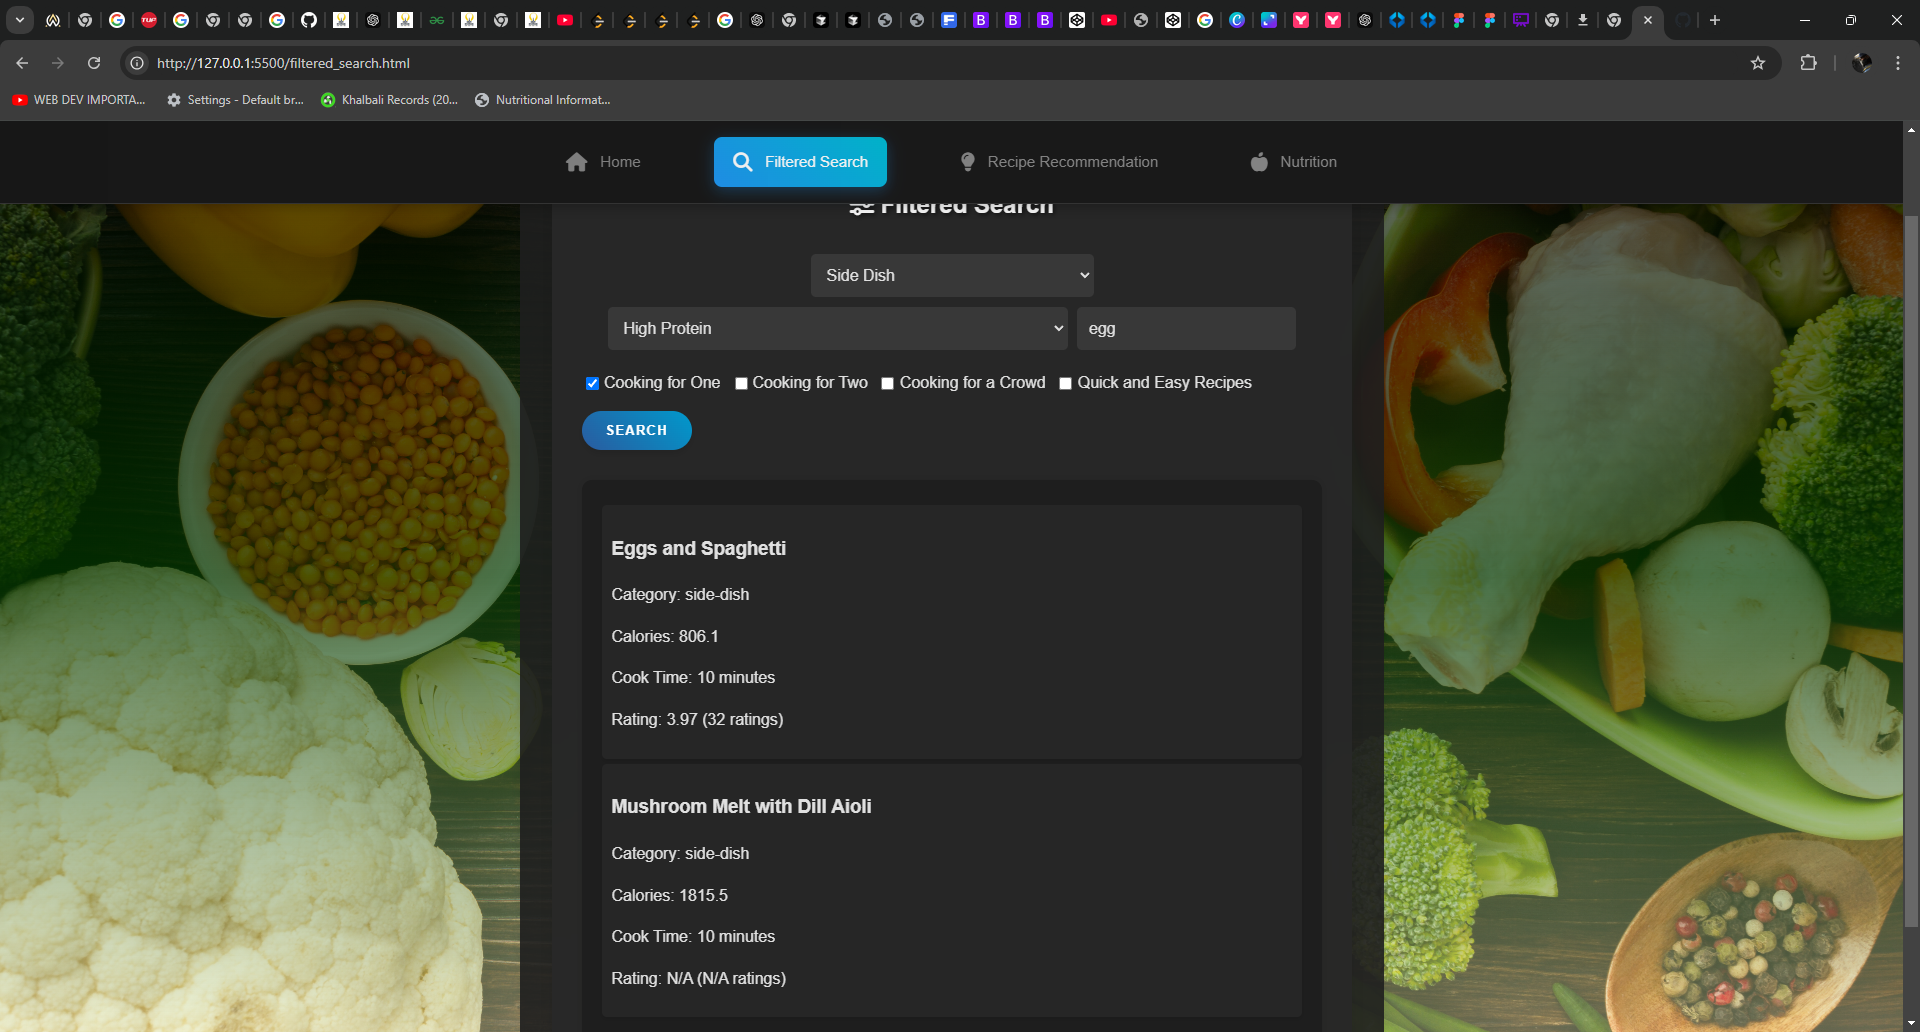 http://127.0.0.1:5500/filtered_search.html
WEB DEV IMPORTA... Settings - Default br... Khalbali Records (20... Nutritional Informat...
Home Filtered Search Recipe Recommendation Nutrition
Filtered Search
Side Dish
High Protein egg
Cooking for One Cooking for Two Cooking for a Crowd Quick and Easy Recipes
SEARCH
Eggs and Spaghetti
Category: side-dish
Calories: 806.1
Cook Time: 10 minutes
Rating: 3.97 (32 ratings)
Mushroom Melt with Dill Aioli
Category: side-dish
Calories: 1815.5
Cook Time: 10 minutes
Rating: N/A (N/A ratings)